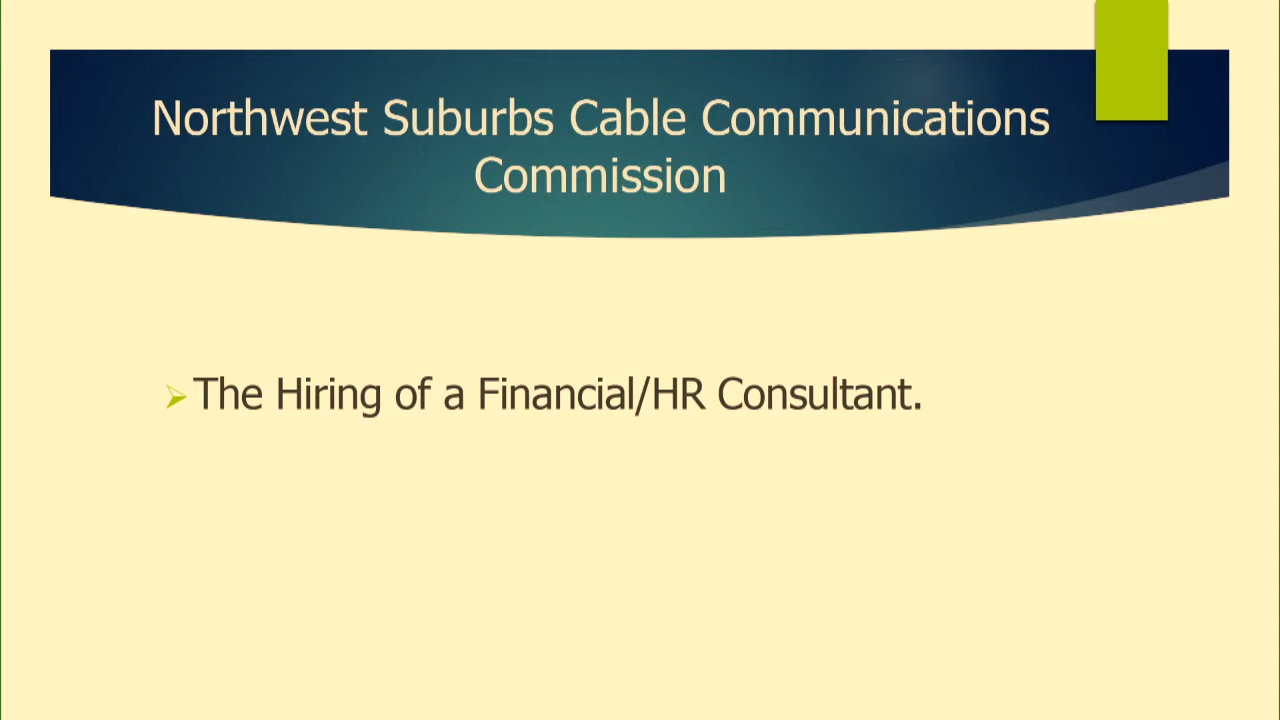 Northwest Suburbs Cable Communications
Commission
The Hiring of a Financial/HR Consultant.